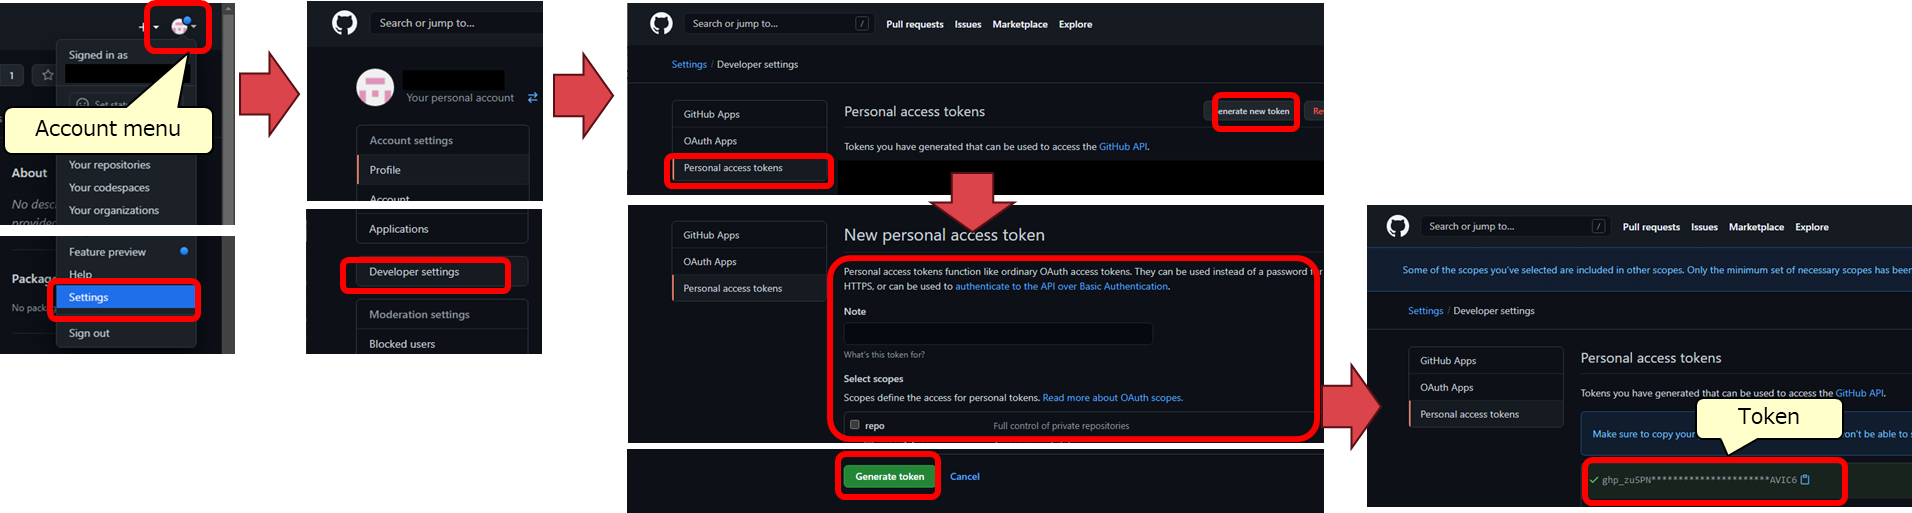 Signed in as
1
Set stat
Account menu
Your repositories
About
Your codespaces
No desc
Your organizations
provided
Feature preview
Help
Packag
Settings
No packag
Sign out
Search or jump to...
Your personal account
Account settings
Profile
Account
Applications
Developer settings
Moderation settings
Blocked users
Search or jump to... /
Pull requests Issues Marketplace Explore
Settings / Developer settings
GitHub Apps
OAuth Apps
Personal access tokens
Personal access tokens
enerate new token
Re
Tokens you have generated that can be used to access the GitHub API.
GitHub Apps
OAuth Apps
Personal access tokens
New personal access token
Personal access tokens function like ordinary OAuth access tokens. They can be used instead of a password for
HTTPS, or can be used to authenticate to the API over Basic Authentication.
Note
What's this token for?
Select scopes
Scopes define the access for personal tokens. Read more about OAuth scopes.
repo Full control of private repositories
Generate token Cancel
Search or jump to... /
Pull requests Issues Marketplace Explore
Some of the scopes you've selected are included in other scopes. Only the minimum set of necessary scopes has been
Settings / Developer settings
GitHub Apps
OAuth Apps
Personal access tokens
Personal access tokens
Tokens you have generated that can be used to access the GitHub API.
Token
Make sure to copy your on't be able to s
ghp_zu5PN**********************AVIC6